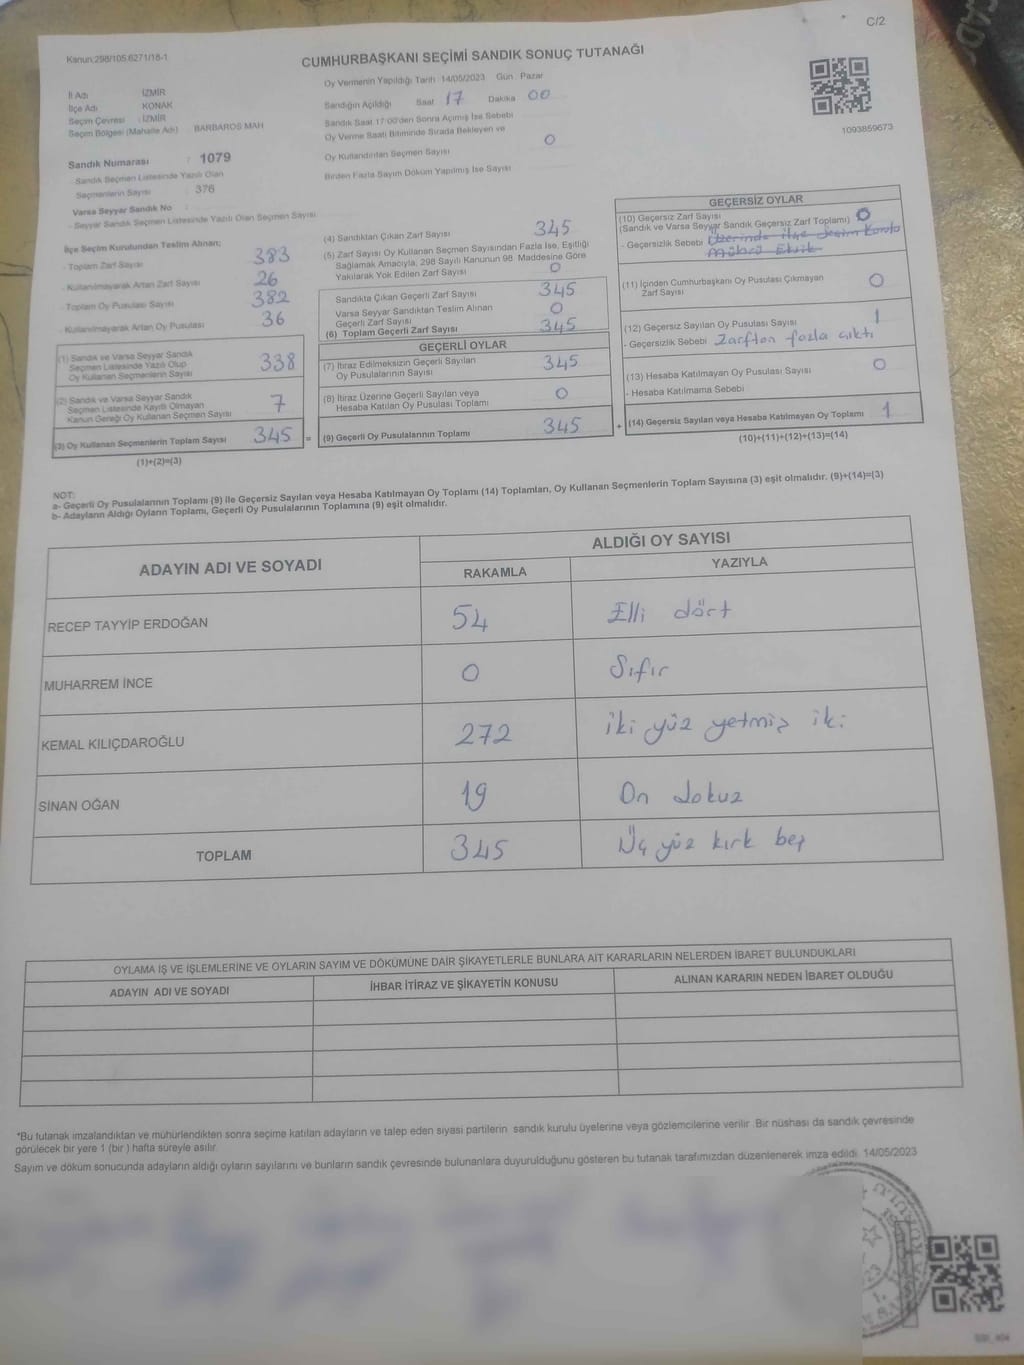 C/2
Kanun:298/105.6271/18-1
CUMHURBAŞKANI SEÇİMİ SANDIK SONUÇ TUTANAĞI
İl Adı : İZMİR
İlçe Adı : KONAK
Seçim Çevresi : İZMİR
Seçim Bölgesi (Mahalle Adı) : BARBAROS MAH
Oy Vermenin Yapıldığı Tarih :14/05/2023 Gün : Pazar
Sandığın Açıldığı Saat 17 Dakika 00
Sandık Saat 17:00'den Sonra Açımış İse Sebebi
Oy Verme Saati Bitiminde Sırada Bekleyen ve
Oy Kullandırılan Seçmen Sayısı 0
Birden Fazla Sayım Döküm Yapılmış İse Sayısı
1093859673
Sandık Numarası : 1079
- Sandık Seçmen Listesinde Yazılı Olan
Seçmenlerin Sayısı : 376
Varsa Seyyar Sandık No :
- Seyyar Sandık Seçmen Listesinde Yazılı Olan Seçmen Sayısı
İlçe Seçim Kurulundan Teslim Alınan;
- Toplam Zarf Sayısı 383
- Kullanılmayarak Artan Zarf Sayısı 26
- Toplam Oy Pusulası Sayısı 382
- Kullanılmayarak Artan Oy Pusulası 36
(1) Sandık ve Varsa Seyyar Sandık
Seçmen Listesinde Yazılı Olup
Oy Kullanan Seçmenlerin Sayısı 338
(2) Sandık ve Varsa Seyyar Sandık
Seçmen Listesinde Kayıtlı Olmayan
Kanun Gereği Oy Kullanan Seçmen Sayısı 7
(3) Oy Kullanan Seçmenlerin Toplam Sayısı 345 =
(1)+(2)=(3)
(4) Sandıktan Çıkan Zarf Sayısı 345
(5) Zarf Sayısı Oy Kullanan Seçmen Sayısından Fazla İse, Eşitliği
Sağlamak Amacıyla, 298 Sayılı Kanunun 98. Maddesine Göre
Yakılarak Yok Edilen Zarf Sayısı 0
Sandıkta Çıkan Geçerli Zarf Sayısı 345
Varsa Seyyar Sandıktan Teslim Alınan
Geçerli Zarf Sayısı 0
(6) Toplam Geçerli Zarf Sayısı 345
GEÇERLİ OYLAR
(7) İtiraz Edilmeksizin Geçerli Sayılan
Oy Pusulalarının Sayısı 345
(8) İtiraz Üzerine Geçerli Sayılan veya
Hesaba Katılan Oy Pusulası Toplamı 0
(9) Geçerli Oy Pusulalarının Toplamı 345 +
GEÇERSİZ OYLAR
(10) Geçersiz Zarf Sayısı
(Sandık ve Varsa Seyyar Sandık Geçersiz Zarf Toplamı) 0
- Geçersizlik Sebebi Üzerinde ilçe Seçim Kurulu
Mührü Eksik
(11) İçinden Cumhurbaşkanı Oy Pusulası Çıkmayan
Zarf Sayısı 0
(12) Geçersiz Sayılan Oy Pusulası Sayısı 1
- Geçersizlik Sebebi Zarftan fazla çıktı
(13) Hesaba Katılmayan Oy Pusulası Sayısı 0
- Hesaba Katılmama Sebebi
(14) Geçersiz Sayılan veya Hesaba Katılmayan Oy Toplamı 1
(10)+(11)+(12)+(13)=(14)
NOT:
a- Geçerli Oy Pusulalarının Toplamı (9) ile Geçersiz Sayılan veya Hesaba Katılmayan Oy Toplamı (14) Toplamları, Oy Kullanan Seçmenlerin Toplam Sayısına (3) eşit olmalıdır. (9)+(14)=(3)
b- Adayların Aldığı Oyların Toplamı, Geçerli Oy Pusulalarının Toplamına (9) eşit olmalıdır.
ADAYIN ADI VE SOYADI
ALDIĞI OY SAYISI
RAKAMLA YAZIYLA
RECEP TAYYİP ERDOĞAN 54 Elli dört
MUHARREM İNCE 0 Sıfır
KEMAL KILIÇDAROĞLU 272 iki yüz yetmiş iki
SİNAN OĞAN 19 On dokuz
TOPLAM 345 Üç yüz kırk beş
OYLAMA İŞ VE İŞLEMLERİNE VE OYLARIN SAYIM VE DÖKÜMÜNE DAİR ŞİKAYETLERLE BUNLARA AİT KARARLARIN NELERDEN İBARET BULUNDUKLARI
ADAYIN ADI VE SOYADI İHBAR İTİRAZ VE ŞİKAYETİN KONUSU ALINAN KARARIN NEDEN İBARET OLDUĞU
*Bu tutanak imzalandıktan ve mühürlendikten sonra seçime katılan adayların ve talep eden siyasi partilerin sandık kurulu üyelerine veya gözlemcilerine verilir. Bir nüshası da sandık çevresinde
görülecek bir yere 1 (bir ) hafta süreyle asılır.
Sayım ve döküm sonucunda adayların aldığı oyların sayılarını ve bunların sandık çevresinde bulunanlara duyurulduğunu gösteren bu tutanak tarafımızdan düzenlenerek imza edildi. 14/05/2023